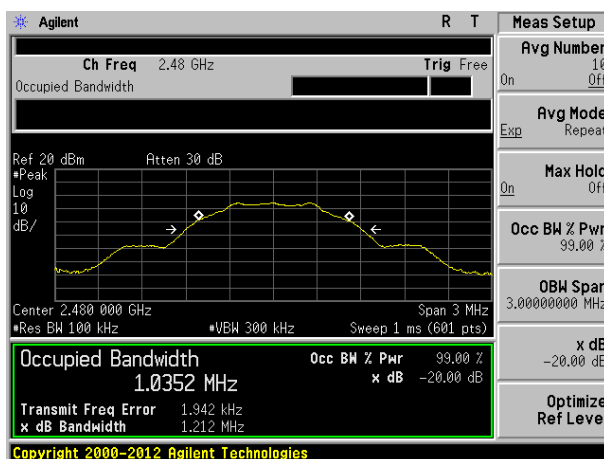 Agilent R T Meas Setup
Ch Freq 2.48 GHz Trig Free
Occupied Bandwidth
Avg Number
10
On Off
Avg Mode
Exp Repeat
Max Hold
On Off
Occ BW % Pwr
99.00 %
OBW Span
3.00000000 MHz
x dB
-20.00 dB
Optimize
Ref Level
Ref 20 dBm Atten 30 dB
#Peak
Log
10
dB/
Center 2.480 000 GHz Span 3 MHz
#Res BW 100 kHz #VBW 300 kHz Sweep 1 ms (601 pts)
Occupied Bandwidth Occ BW % Pwr 99.00 %
1.0352 MHz x dB -20.00 dB
Transmit Freq Error 1.942 kHz
x dB Bandwidth 1.212 MHz
Copyright 2000-2012 Agilent Technologies